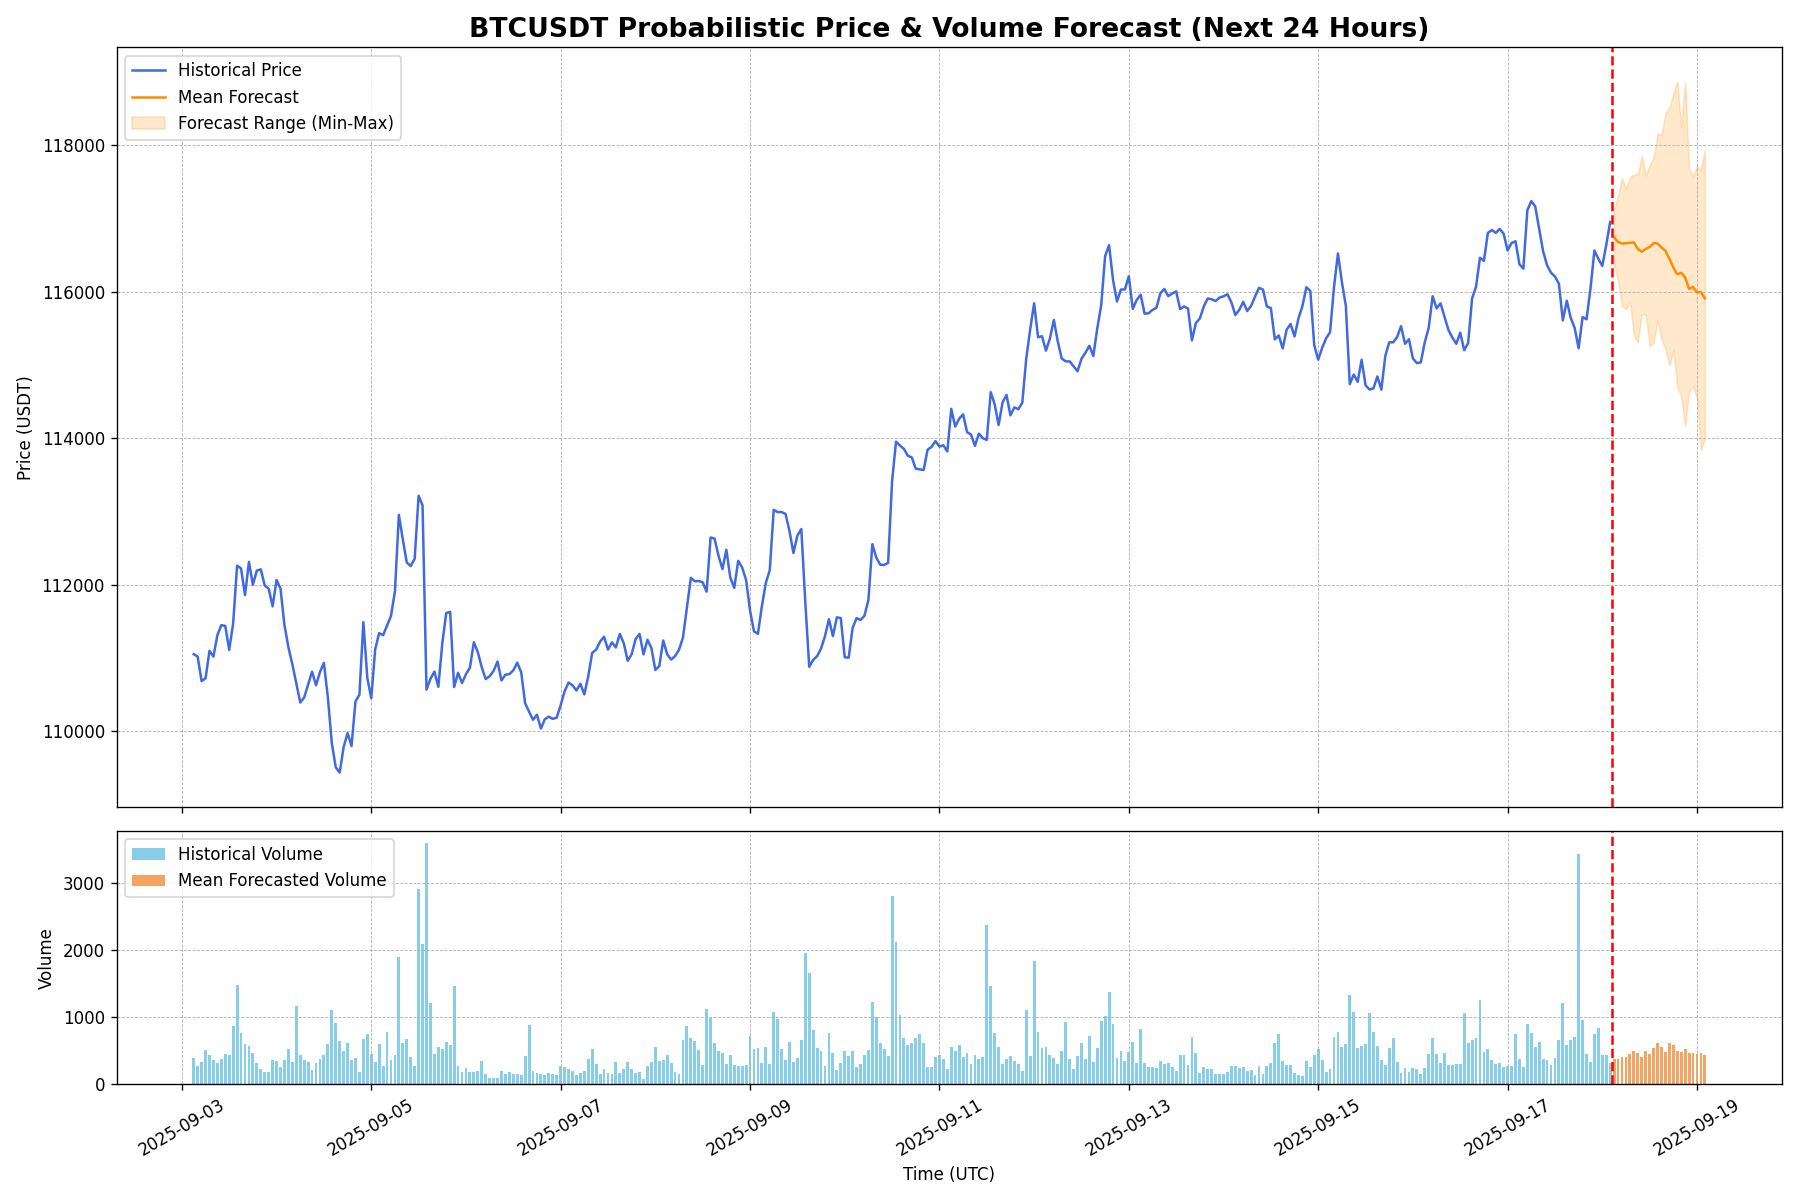 BTCUSDT Probabilistic Price & Volume Forecast (Next 24 Hours)
Historical Price
Mean Forecast
Forecast Range (Min-Max)
118000
116000
114000
112000
110000
Price (USDT)
Historical Volume
Mean Forecasted Volume
3000
2000
1000
0
Volume
2025-09-03
2025-09-05
2025-09-07
2025-09-09
2025-09-11
2025-09-13
2025-09-15
2025-09-17
2025-09-19
Time (UTC)